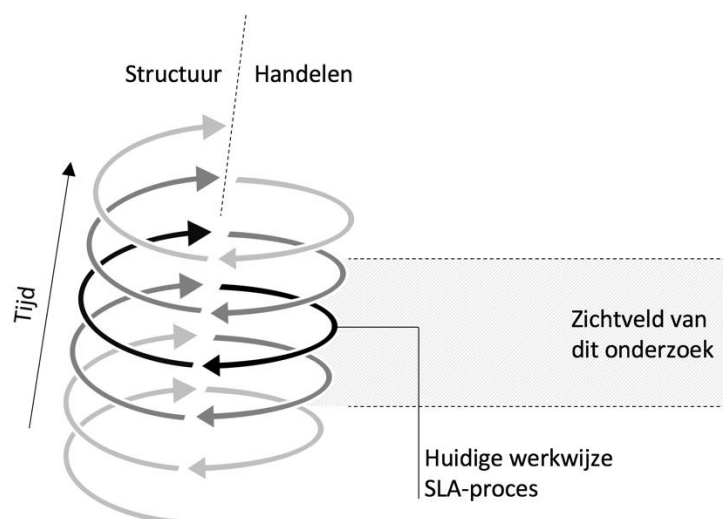 Structuur Handelen
Tijd
Zichtveld van
dit onderzoek
Huidige werkwijze
SLA-proces